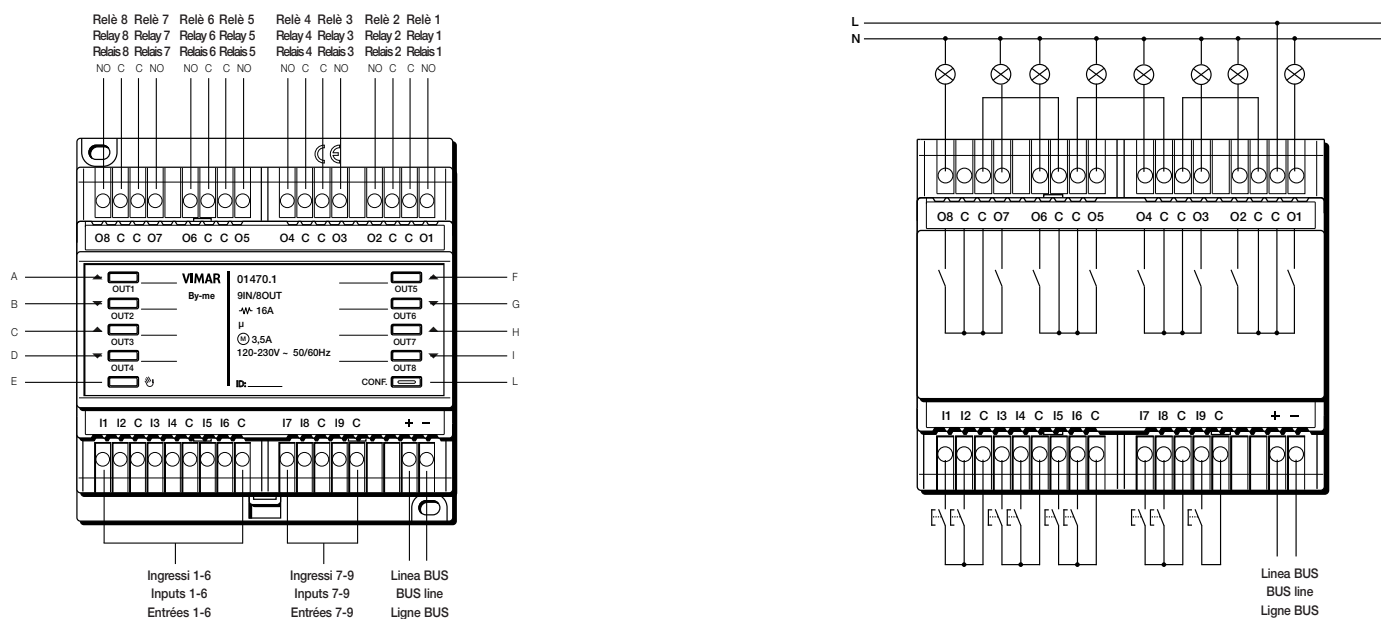 Relè 8 Relè 7 Relè 6 Relè 5 Relè 4 Relè 3 Relè 2 Relè 1
Relay 8 Relay 7 Relay 6 Relay 5 Relay 4 Relay 3 Relay 2 Relay 1
Relais 8 Relais 7 Relais 6 Relais 5 Relais 4 Relais 3 Relais 2 Relais 1
NO C C NO NO C C NO NO C C NO NO C C NO
CE
O8 C C O7 O6 C C O5 O4 C C O3 O2 C C O1
A
B
C
D
E
OUT1
OUT2
OUT3
OUT4
VIMAR
By-me
01470.1
9IN/8OUT
16A
µ
M 3,5A
120-230V ~ 50/60Hz
ID:
OUT5
OUT6
OUT7
OUT8
CONF.
F
G
H
I
L
I1 I2 C I3 I4 C I5 I6 C I7 I8 C I9 C + –
Ingressi 1-6
Inputs 1-6
Entrées 1-6
Ingressi 7-9
Inputs 7-9
Entrées 7-9
Linea BUS
BUS line
Ligne BUS
L
N
O8 C C O7 O6 C C O5 O4 C C O3 O2 C C O1
I1 I2 C I3 I4 C I5 I6 C I7 I8 C I9 C + –
Linea BUS
BUS line
Ligne BUS